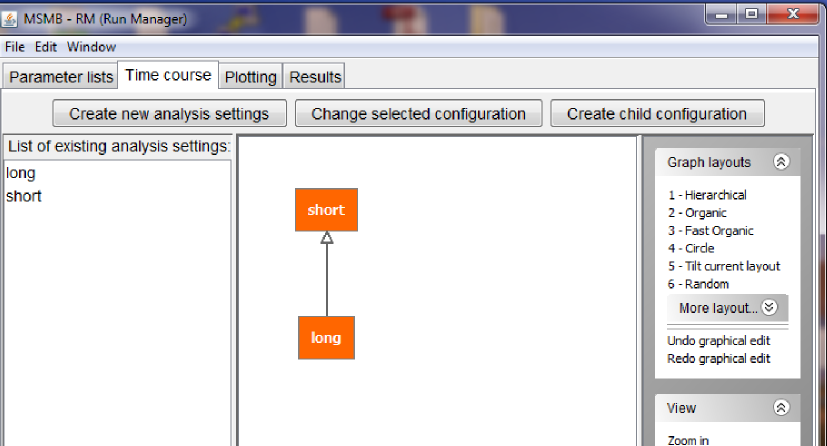 MSMB - RM (Run Manager)
File Edit Window
Parameter lists Time course Plotting Results
Create new analysis settings Change selected configuration Create child configuration
List of existing analysis settings:
long
short
short
long
Graph layouts
1 - Hierarchical
2 - Organic
3 - Fast Organic
4 - Circle
5 - Tilt current layout
6 - Random
More layout...
Undo graphical edit
Redo graphical edit
View
Zoom in